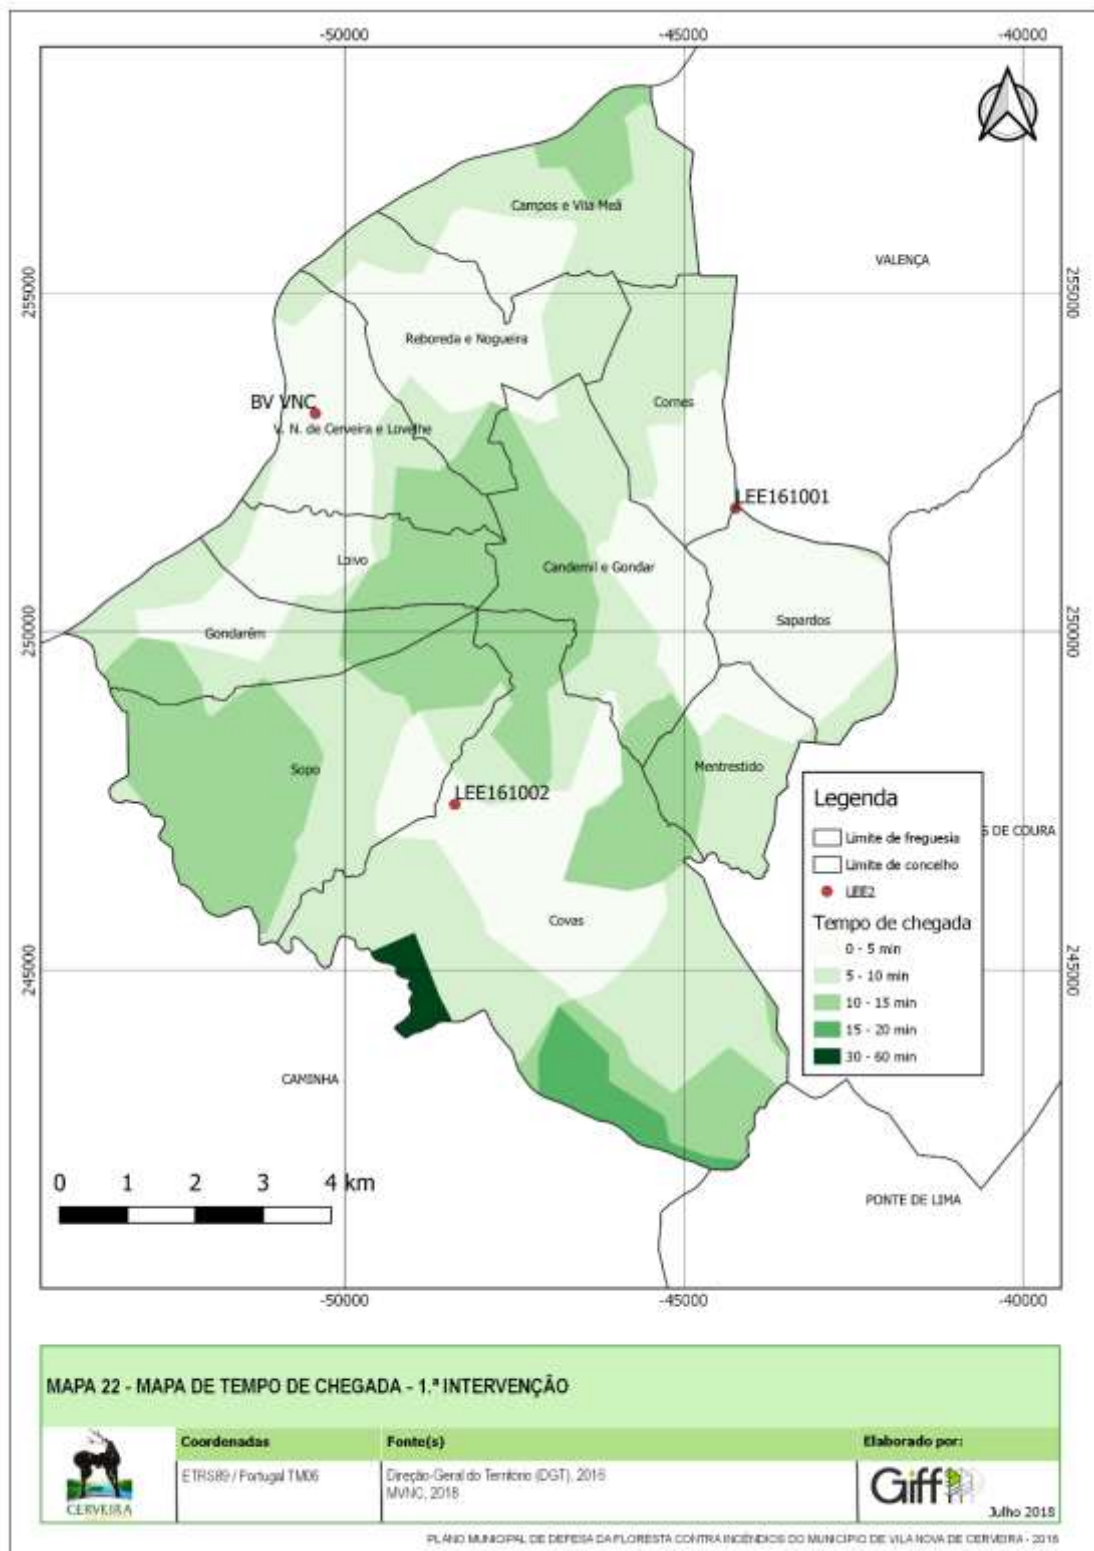 -50000
-45000
-40000
Campos e Vila Meã
VALENÇA
255000
255000
Reboreda e Nogueira
Cornes
BV VNC
V. N. de Cerveira e Lovelhe
LEE161001
Loivo
Candemil e Gondar
Sapardos
250000
250000
Gondarém
Sopo
Mentrestido
LEE161002
Legenda
Limite de freguesia
Limite de concelho
LEE2
Tempo de chegada
0 - 5 min
5 - 10 min
10 - 15 min
15 - 20 min
30 - 60 min
S DE COURA
Covas
245000
245000
CAMINHA
PONTE DE LIMA
0 1 2 3 4 km
-50000
-45000
-40000
MAPA 22 - MAPA DE TEMPO DE CHEGADA - 1.ª INTERVENÇÃO
Coordenadas
Fonte(s)
Elaborado por:
ETRS89 / Portugal TM06
Direção-Geral do Território (DGT), 2016
MVNC, 2018
CERVEIRA
Giff
Julho 2018
PLANO MUNICIPAL DE DEFESA DA FLORESTA CONTRA INCÊNDIOS DO MUNICÍPIO DE VILA NOVA DE CERVEIRA - 2018